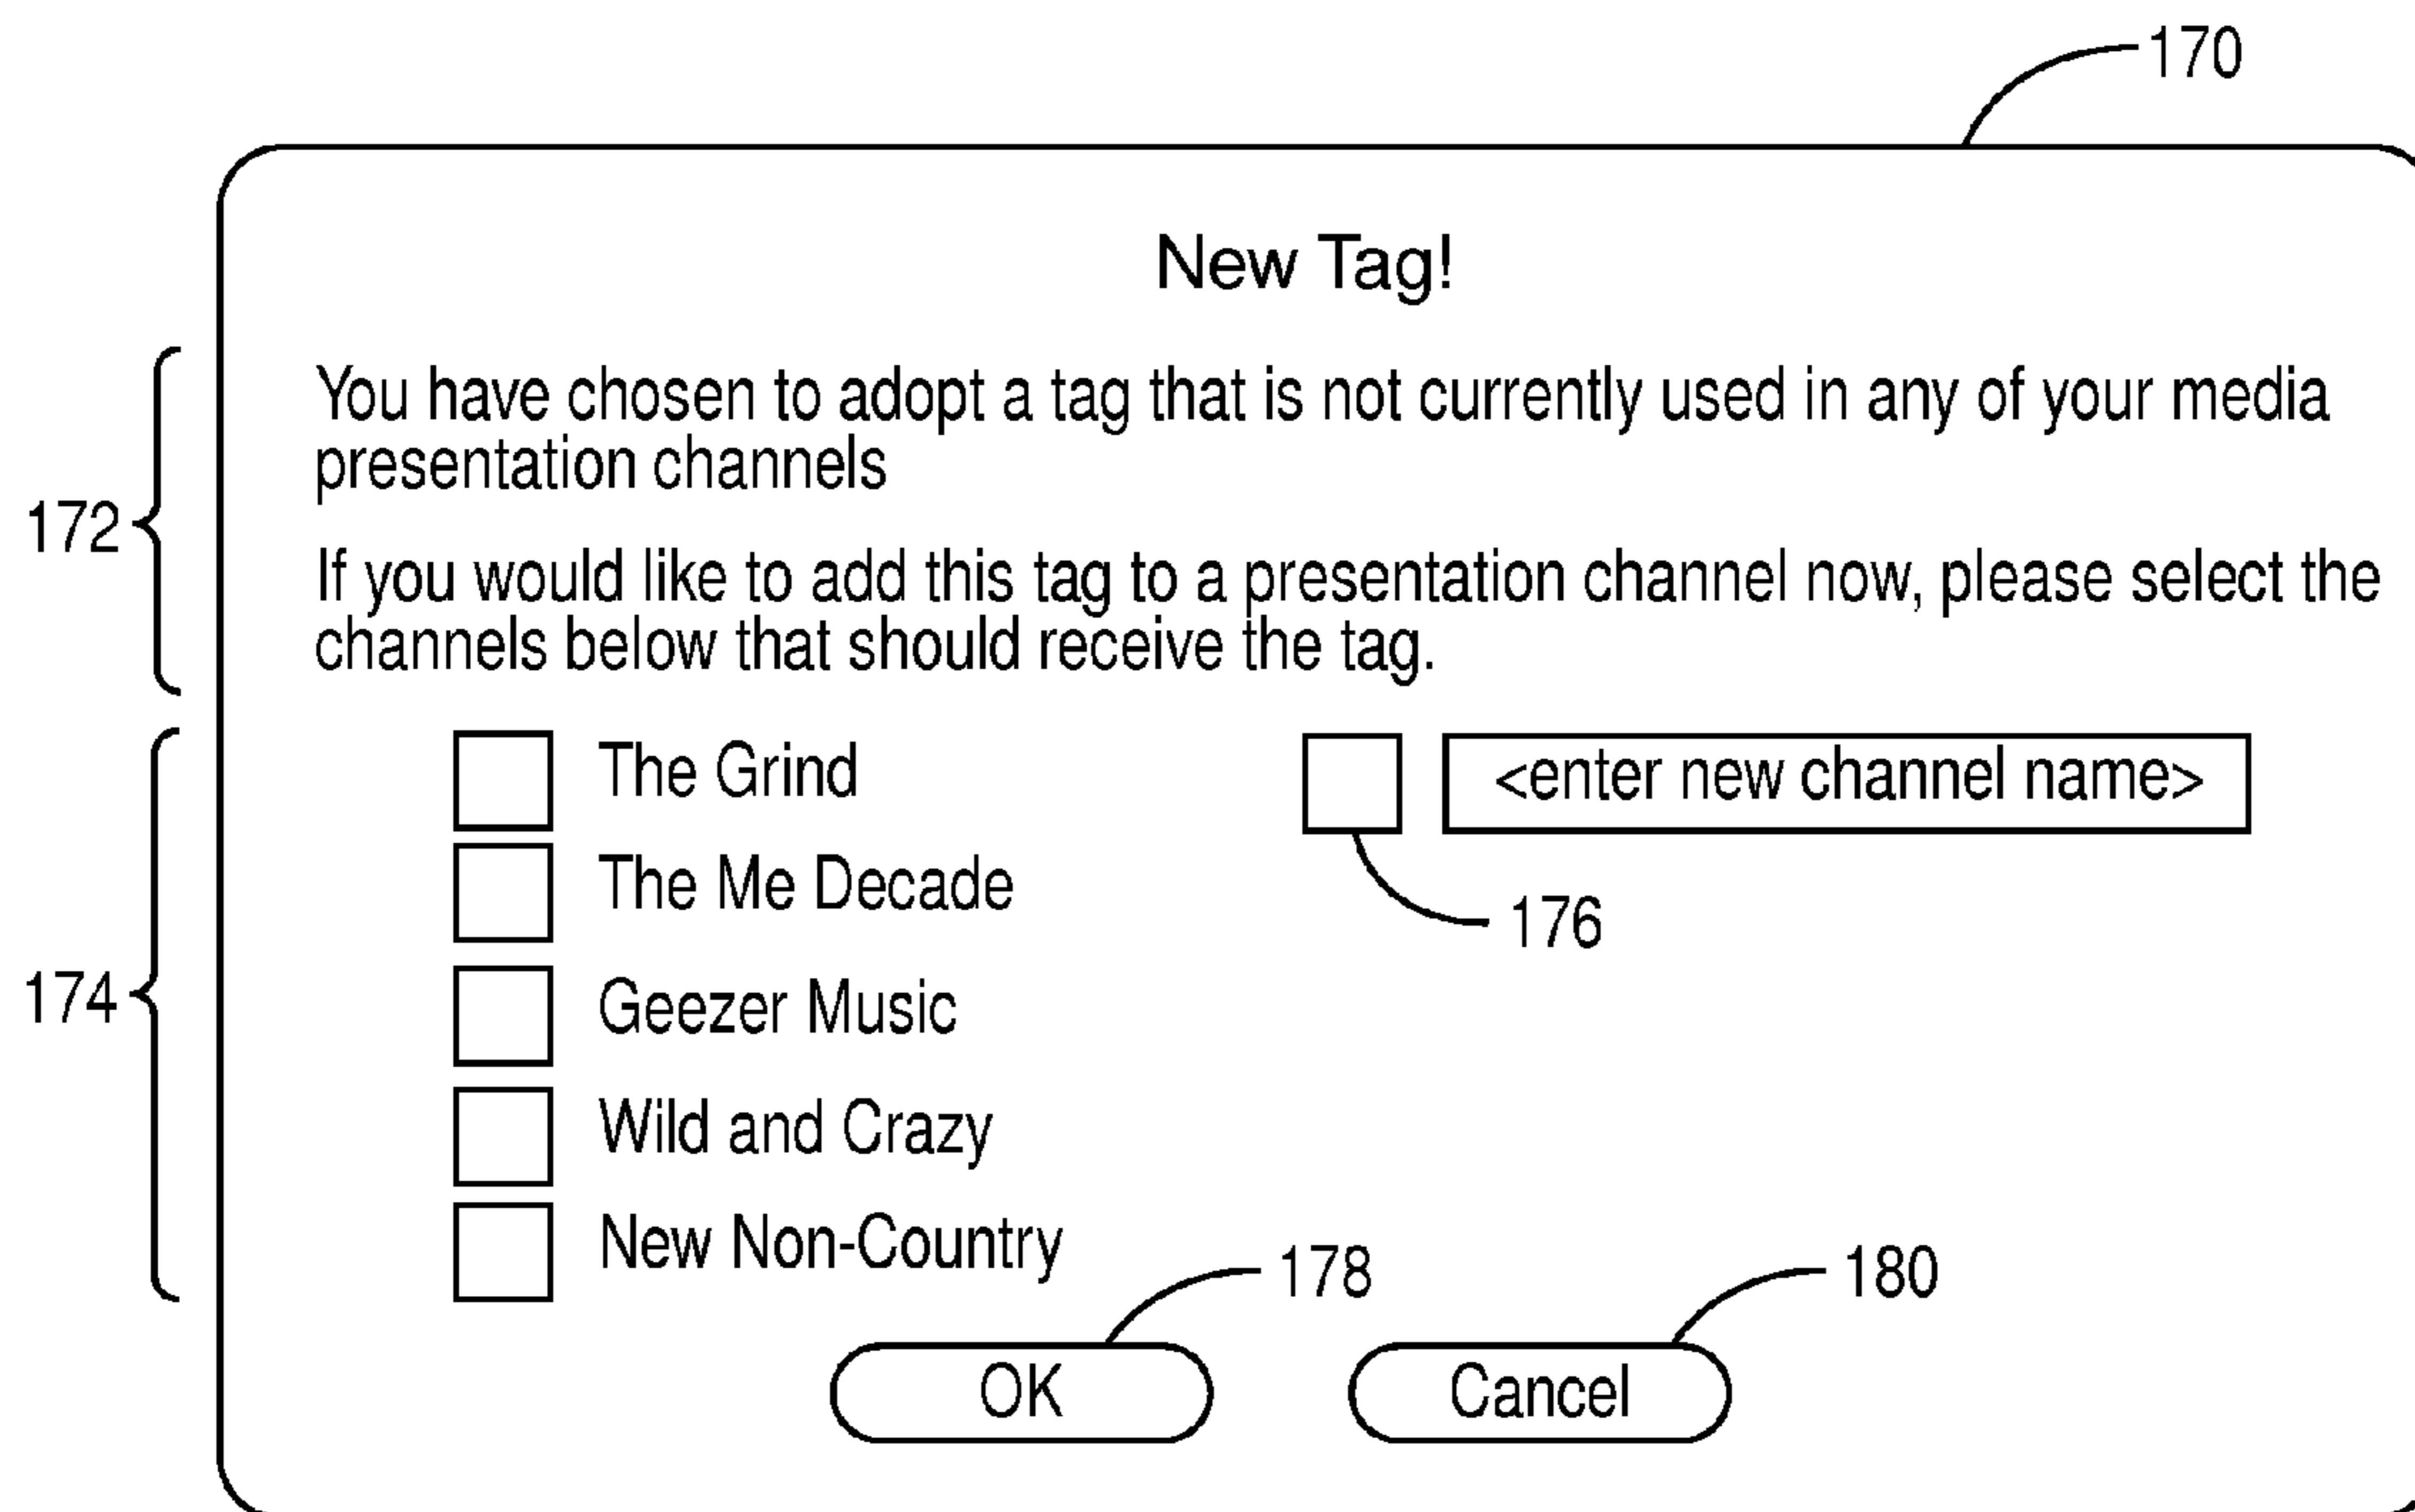 170
New Tag!
You have chosen to adopt a tag that is not currently used in any of your media
presentation channels
172
If you would like to add this tag to a presentation channel now, please select the
channels below that should receive the tag.
The Grind
<enter new channel name>
The Me Decade
176
174
Geezer Music
Wild and Crazy
New Non-Country
178
180
OK
Cancel